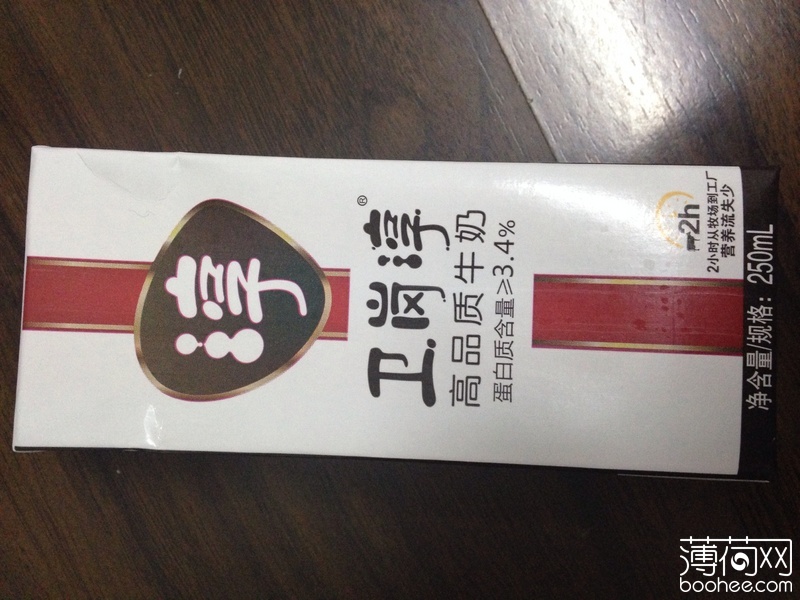 淳
卫岗淳®
高品质牛奶
蛋白质含量≥3.4%
2h
2小时从牧场到工厂
营养流失少
净含量/规格：250mL
薄荷网
boohee.com